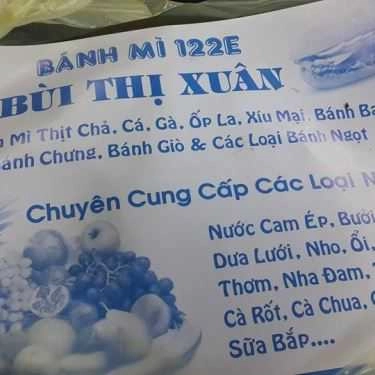 BÁNH MÌ 122E
BÙI THỊ XUÂN
Mì Thịt Chả, Cá, Gà, Ốp La, Xíu Mại, Bánh Ba
ánh Chưng, Bánh Giò & Các Loại Bánh Ngọt
Chuyên Cung Cấp Các Loại N
Nước Cam Ép, Bưởi
Dưa Lưới, Nho, Ổi,
Thơm, Nha Đam,
Cà Rốt, Cà Chua,
Sữa Bắp....